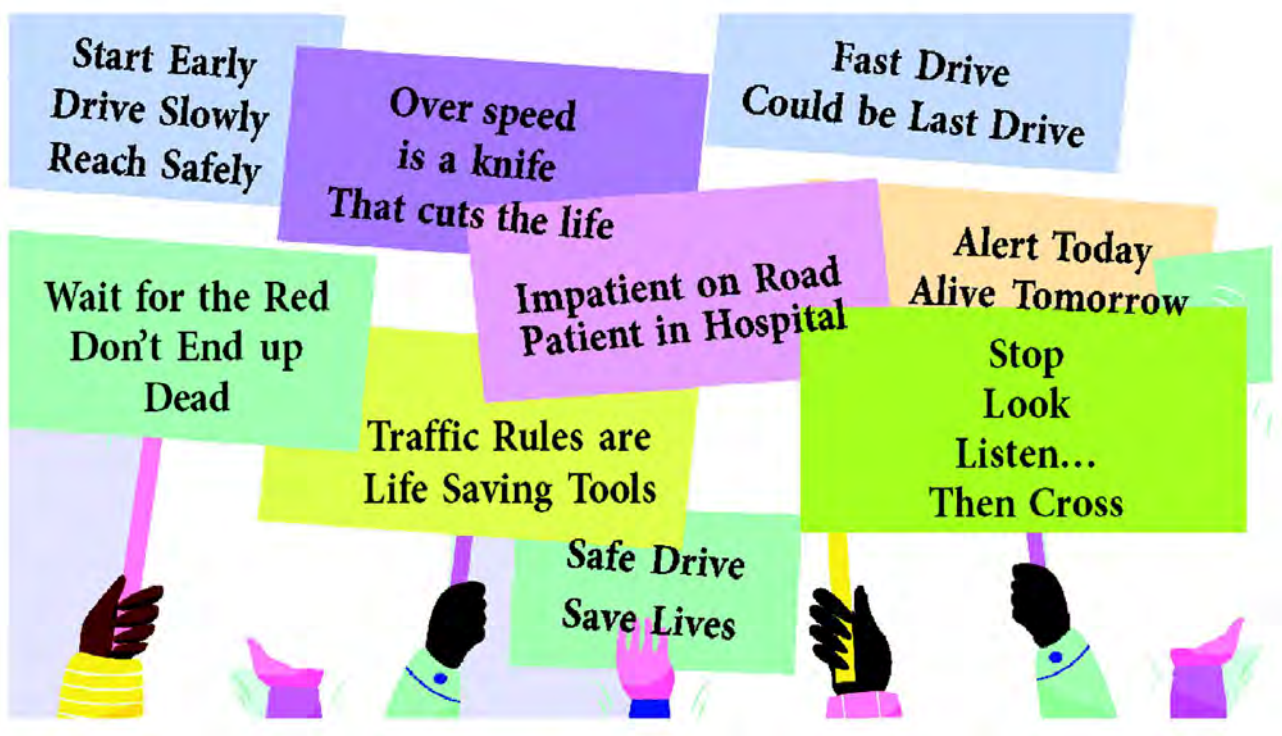 Start Early
Drive Slowly
Reach Safely
Over speed
is a knife
That cuts the life
Fast Drive
Could be Last Drive
Wait for the Red
Don't End up
Dead
Impatient on Road
Patient in Hospital
Alert Today
Alive Tomorrow
Traffic Rules are
Life Saving Tools
Stop
Look
Listen...
Then Cross
Safe Drive
Save Lives